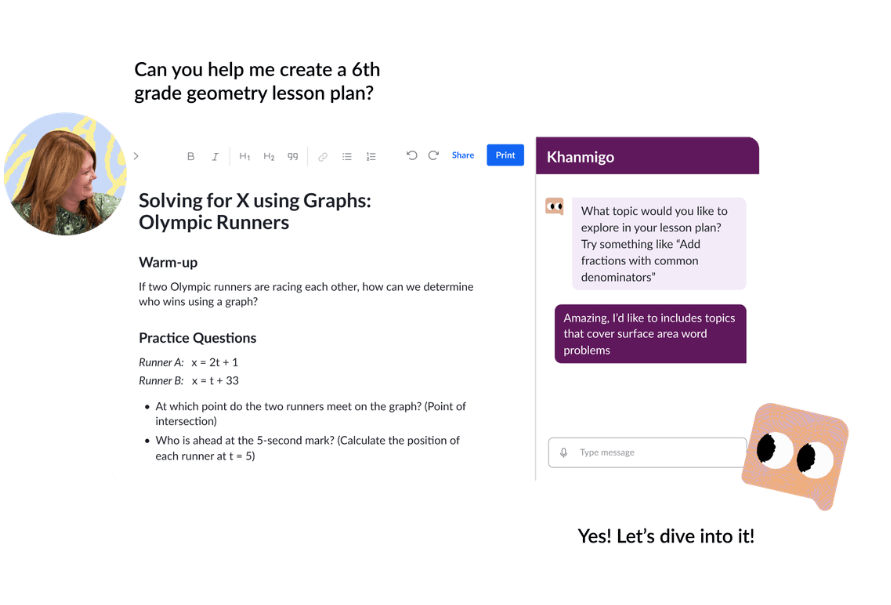 Can you help me create a 6th
grade geometry lesson plan?
B I H1 H2 99 Share Print
Solving for X using Graphs:
Olympic Runners
Warm-up
If two Olympic runners are racing each other, how can we determine
who wins using a graph?
Practice Questions
Runner A: x = 2t + 1
Runner B: x = t + 33
• At which point do the two runners meet on the graph? (Point of
intersection)
• Who is ahead at the 5-second mark? (Calculate the position of
each runner at t = 5)
Khanmigo
What topic would you like to
explore in your lesson plan?
Try something like “Add
fractions with common
denominators”
Amazing, I’d like to includes topics
that cover surface area word
problems
Type message
Yes! Let’s dive into it!